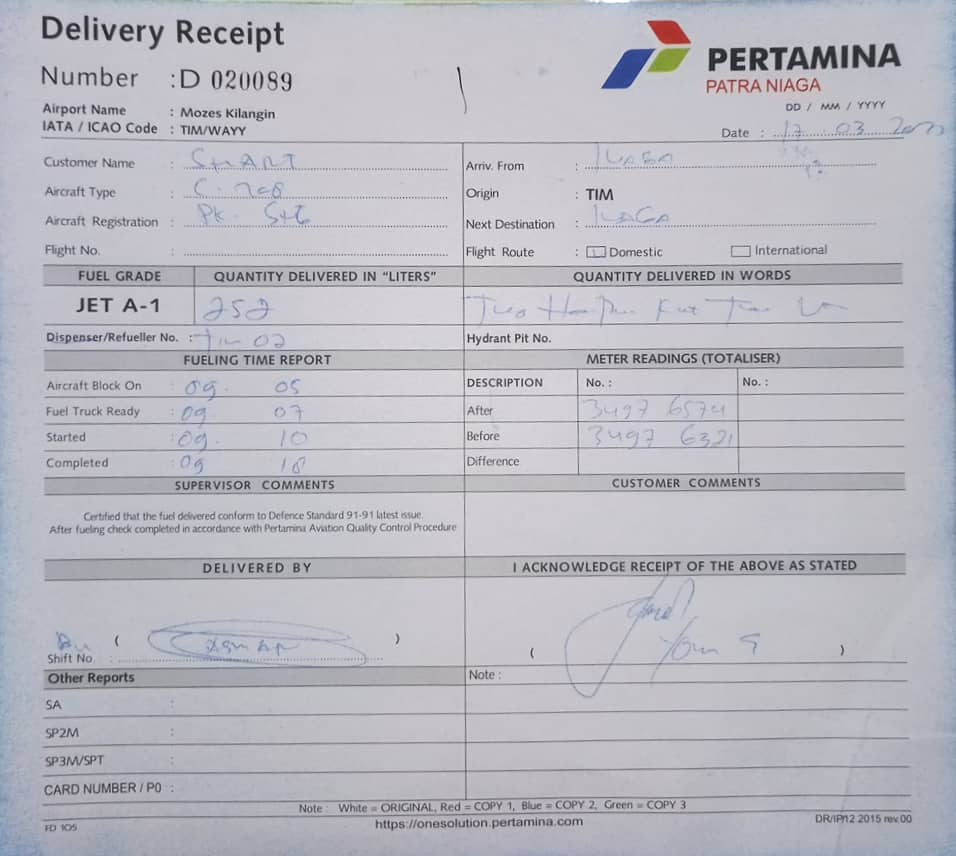 Delivery Receipt
Number :D 020089
PERTAMINA
PATRA NIAGA
Airport Name : Mozes Kilangin
IATA / ICAO Code : TIM/WAYY
DD / MM / YYYY
Date : 17 03
Customer Name : SMART
Arriv. From :
Aircraft Type : C. 208
Origin : TIM
Aircraft Registration : PK.
Next Destination : ILAGA
Flight No. :
Flight Route : Domestic International
FUEL GRADE QUANTITY DELIVERED IN "LITERS" QUANTITY DELIVERED IN WORDS
JET A-1 252 Two
Dispenser/Refueller No. : Tim 02
Hydrant Pit No.
FUELING TIME REPORT METER READINGS (TOTALISER)
Aircraft Block On : 09. 05
DESCRIPTION No. : No. :
Fuel Truck Ready : 09 07
After 3497 6574
Started : 09. 10
Before 3497 6321
Completed : 09 18
Difference
SUPERVISOR COMMENTS CUSTOMER COMMENTS
Certified that the fuel delivered conform to Defence Standard 91-91 latest issue.
After fueling check completed in accordance with Pertamina Aviation Quality Control Procedure
DELIVERED BY I ACKNOWLEDGE RECEIPT OF THE ABOVE AS STATED
( )
Shift No. :
( )
Other Reports
Note :
SA :
SP2M :
SP3M/SPT :
CARD NUMBER / P0 :
Note : White = ORIGINAL, Red = COPY 1, Blue = COPY 2, Green = COPY 3
FD 105
https://onesolution.pertamina.com
DR/IP/12 2015 rev.00